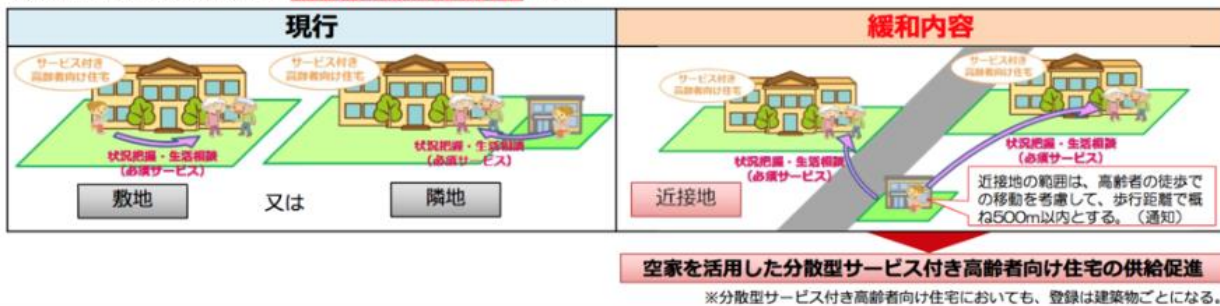 現行
緩和内容
サービス付き
高齢者向け住宅
状況把握・生活相談
(必須サービス)
敷地
又は
サービス付き
高齢者向け住宅
状況把握・生活相談
(必須サービス)
隣地
サービス付き
高齢者向け住宅
状況把握・生活相談
(必須サービス)
近接地
サービス付き
高齢者向け住宅
状況把握・生活相談
(必須サービス)
近接地の範囲は、高齢者の徒歩で
の移動を考慮して、歩行距離で概
ね500m以内とする。(通知)
空家を活用した分散型サービス付き高齢者向け住宅の供給促進
※分散型サービス付き高齢者向け住宅においても、登録は建築物ごとになる。